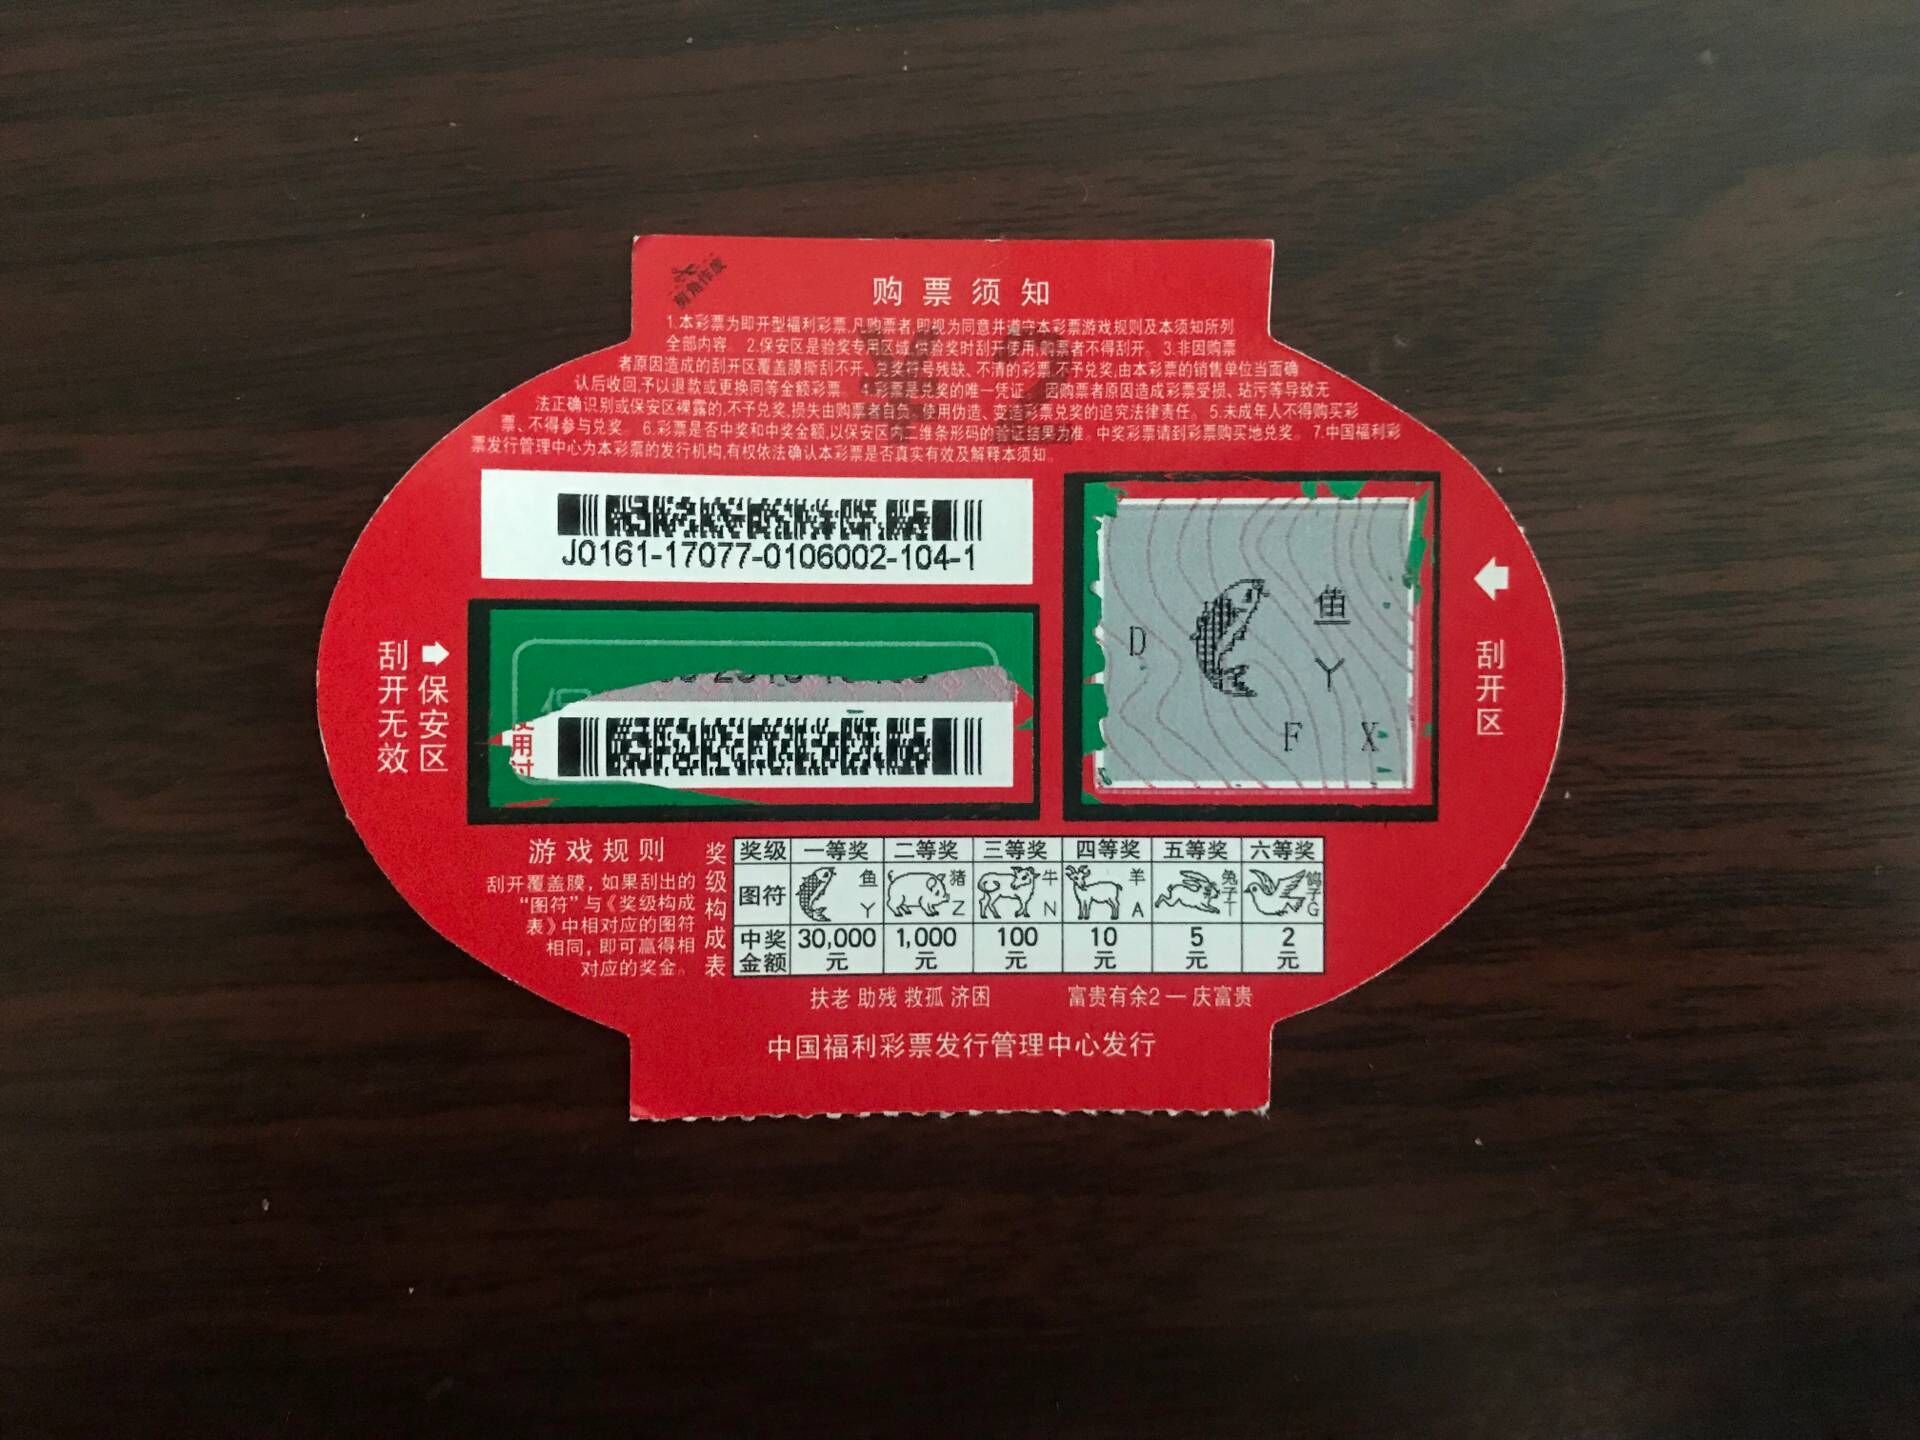 剪角作废
购票须知
1.本彩票为即开型福利彩票,凡购票者,即视为同意并遵守本彩票游戏规则及本须知所列
全部内容。 2.保安区是验奖专用区域,供验奖时刮开使用,购票者不得刮开。 3.非因购票
者原因造成的刮开区覆盖膜撕刮不开、兑奖符号残缺、不清的彩票,不予兑奖,由本彩票的销售单位当面确
认后收回,予以退款或更换同等金额彩票。 4.彩票是兑奖的唯一凭证,因购票者原因造成彩票受损、玷污等导致无
法正确识别或保安区裸露的,不予兑奖,损失由购票者自负。使用伪造、变造彩票兑奖的追究法律责任。 5.未成年人不得购买彩
票、不得参与兑奖。 6.彩票是否中奖和中奖金额,以保安区内二维条形码的验证结果为准。中奖彩票请到彩票购买地兑奖。 7.中国福利彩
票发行管理中心为本彩票的发行机构,有权依法确认本彩票是否真实有效及解释本须知。
¥2
J0161-17077-0106002-104-1
保安区
刮开无效
使用过
D
鱼
Y
F X
刮开区
游戏规则
刮开覆盖膜,如果刮出的
“图符”与《奖级构成
表》中相对应的图符
相同,即可赢得相
对应的奖金。
奖级构成表
奖级 一等奖 二等奖 三等奖 四等奖 五等奖 六等奖
图符 鱼 Y 猪 Z 牛 N 羊 A 兔子 T 鸽子 G
中奖金额 30,000元 1,000元 100元 10元 5元 2元
扶老 助残 救孤 济困 富贵有余2 — 庆富贵
中国福利彩票发行管理中心发行